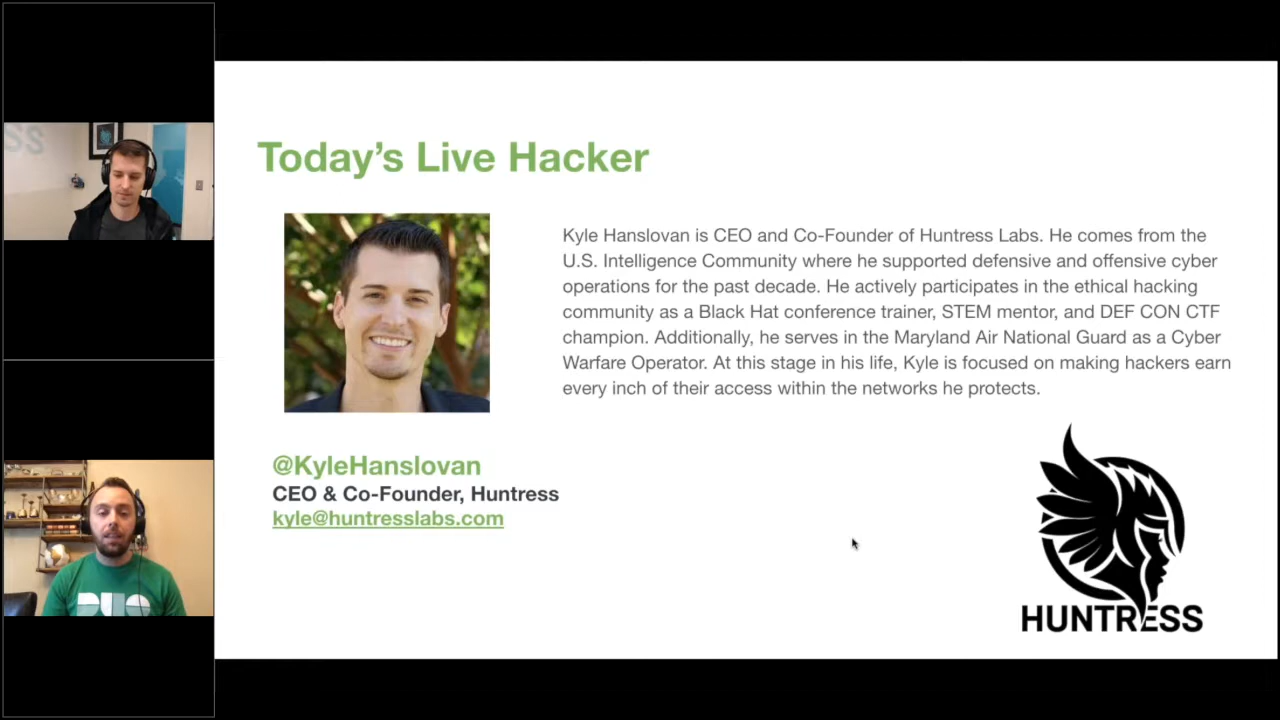 SS
Today's Live Hacker
Kyle Hanslovan is CEO and Co-Founder of Huntress Labs. He comes from the
U.S. Intelligence Community where he supported defensive and offensive cyber
operations for the past decade. He actively participates in the ethical hacking
community as a Black Hat conference trainer, STEM mentor, and DEF CON CTF
champion. Additionally, he serves in the Maryland Air National Guard as a Cyber
Warfare Operator. At this stage in his life, Kyle is focused on making hackers earn
every inch of their access within the networks he protects.
@KyleHanslovan
CEO & Co-Founder, Huntress
kyle@huntresslabs.com
HUNTRESS